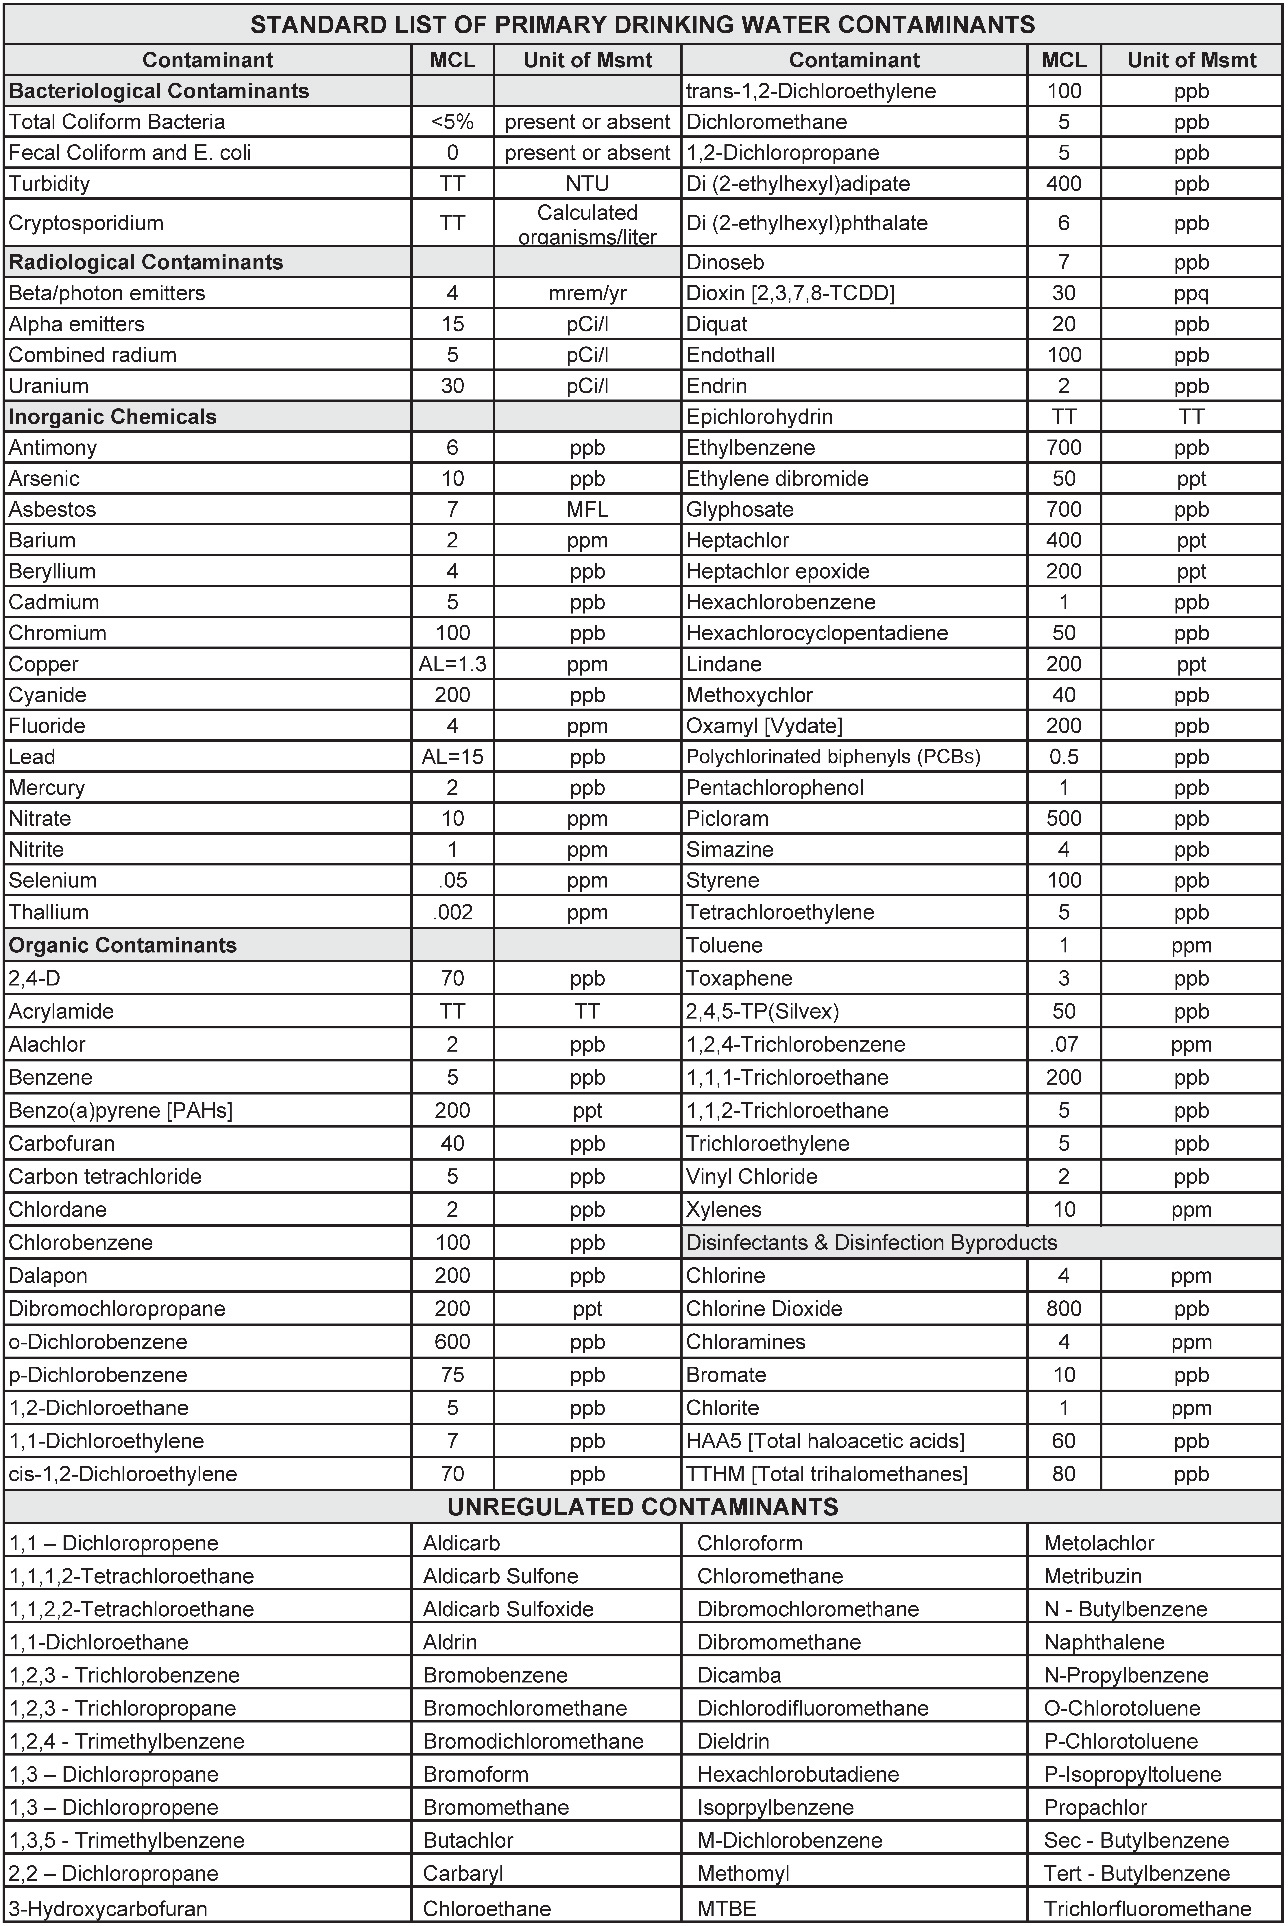 STANDARD LIST OF PRIMARY DRINKING WATER CONTAMINANTS
Contaminant MCL Unit of Msmt Contaminant MCL Unit of Msmt
Bacteriological Contaminants trans-1,2-Dichloroethylene 100 ppb
Total Coliform Bacteria <5% present or absent Dichloromethane 5 ppb
Fecal Coliform and E. coli 0 present or absent 1,2-Dichloropropane 5 ppb
Turbidity TT NTU Di (2-ethylhexyl)adipate 400 ppb
Cryptosporidium TT Calculated organisms/liter Di (2-ethylhexyl)phthalate 6 ppb
Radiological Contaminants Dinoseb 7 ppb
Beta/photon emitters 4 mrem/yr Dioxin [2,3,7,8-TCDD] 30 ppq
Alpha emitters 15 pCi/l Diquat 20 ppb
Combined radium 5 pCi/l Endothall 100 ppb
Uranium 30 pCi/l Endrin 2 ppb
Inorganic Chemicals Epichlorohydrin TT TT
Antimony 6 ppb Ethylbenzene 700 ppb
Arsenic 10 ppb Ethylene dibromide 50 ppt
Asbestos 7 MFL Glyphosate 700 ppb
Barium 2 ppm Heptachlor 400 ppt
Beryllium 4 ppb Heptachlor epoxide 200 ppt
Cadmium 5 ppb Hexachlorobenzene 1 ppb
Chromium 100 ppb Hexachlorocyclopentadiene 50 ppb
Copper AL=1.3 ppm Lindane 200 ppt
Cyanide 200 ppb Methoxychlor 40 ppb
Fluoride 4 ppm Oxamyl [Vydate] 200 ppb
Lead AL=15 ppb Polychlorinated biphenyls (PCBs) 0.5 ppb
Mercury 2 ppb Pentachlorophenol 1 ppb
Nitrate 10 ppm Picloram 500 ppb
Nitrite 1 ppm Simazine 4 ppb
Selenium .05 ppm Styrene 100 ppb
Thallium .002 ppm Tetrachloroethylene 5 ppb
Organic Contaminants Toluene 1 ppm
2,4-D 70 ppb Toxaphene 3 ppb
Acrylamide TT TT 2,4,5-TP(Silvex) 50 ppb
Alachlor 2 ppb 1,2,4-Trichlorobenzene .07 ppm
Benzene 5 ppb 1,1,1-Trichloroethane 200 ppb
Benzo(a)pyrene [PAHs] 200 ppt 1,1,2-Trichloroethane 5 ppb
Carbofuran 40 ppb Trichloroethylene 5 ppb
Carbon tetrachloride 5 ppb Vinyl Chloride 2 ppb
Chlordane 2 ppb Xylenes 10 ppm
Chlorobenzene 100 ppb Disinfectants & Disinfection Byproducts
Dalapon 200 ppb Chlorine 4 ppm
Dibromochloropropane 200 ppt Chlorine Dioxide 800 ppb
o-Dichlorobenzene 600 ppb Chloramines 4 ppm
p-Dichlorobenzene 75 ppb Bromate 10 ppb
1,2-Dichloroethane 5 ppb Chlorite 1 ppm
1,1-Dichloroethylene 7 ppb HAA5 [Total haloacetic acids] 60 ppb
cis-1,2-Dichloroethylene 70 ppb TTHM [Total trihalomethanes] 80 ppb
UNREGULATED CONTAMINANTS
1,1 – Dichloropropene Aldicarb Chloroform Metolachlor
1,1,1,2-Tetrachloroethane Aldicarb Sulfone Chloromethane Metribuzin
1,1,2,2-Tetrachloroethane Aldicarb Sulfoxide Dibromochloromethane N - Butylbenzene
1,1-Dichloroethane Aldrin Dibromomethane Naphthalene
1,2,3 - Trichlorobenzene Bromobenzene Dicamba N-Propylbenzene
1,2,3 - Trichloropropane Bromochloromethane Dichlorodifluoromethane O-Chlorotoluene
1,2,4 - Trimethylbenzene Bromodichloromethane Dieldrin P-Chlorotoluene
1,3 – Dichloropropane Bromoform Hexachlorobutadiene P-Isopropyltoluene
1,3 – Dichloropropene Bromomethane Isoprpylbenzene Propachlor
1,3,5 - Trimethylbenzene Butachlor M-Dichlorobenzene Sec - Butylbenzene
2,2 – Dichloropropane Carbaryl Methomyl Tert - Butylbenzene
3-Hydroxycarbofuran Chloroethane MTBE Trichlorfluoromethane